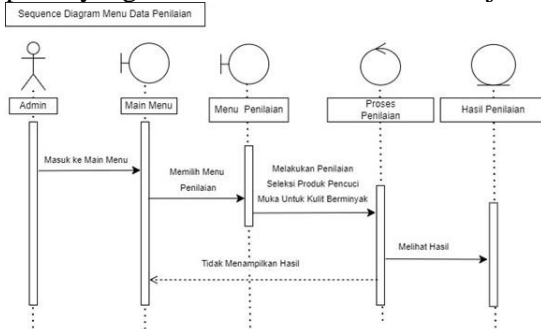 Sequence Diagram Menu Data Penilaian
Admin
Main Menu
Menu Penilaian
Proses
Penilaian
Hasil Penilaian
Masuk ke Main Menu
Memilih Menu
Penilaian
Melakukan Penilaian
Seleksi Produk Pencuci
Muka Untuk Kulit Berminyak
Melihat Hasil
Tidak Menampilkan Hasil